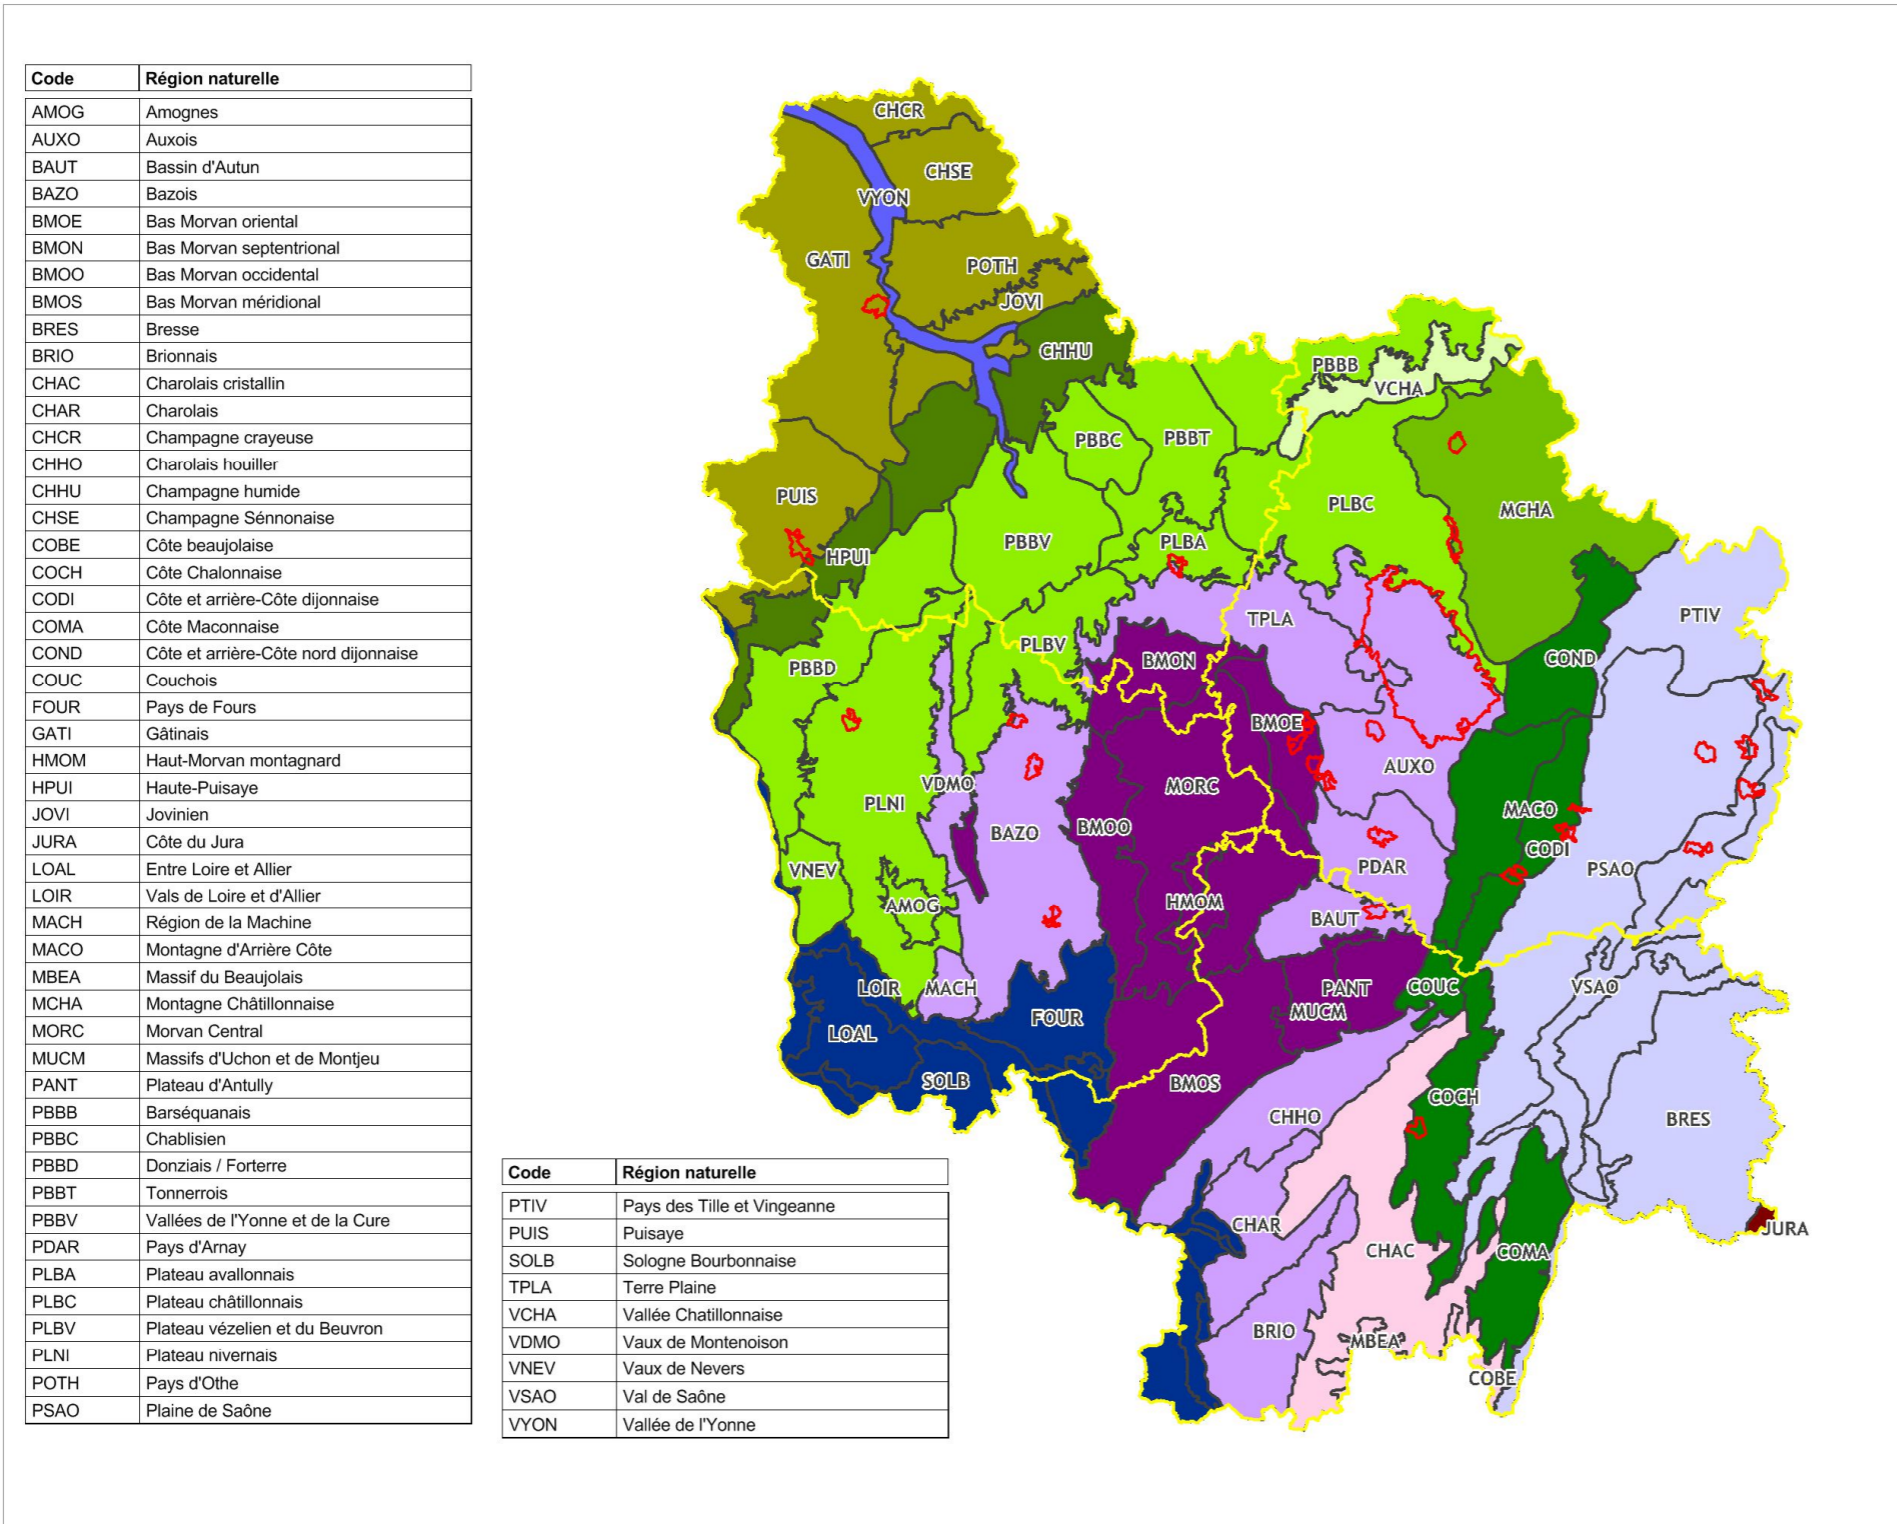 Code Région naturelle
AMOG Amognes
AUXO Auxois
BAUT Bassin d'Autun
BAZO Bazois
BMOE Bas Morvan oriental
BMON Bas Morvan septentrional
BMOO Bas Morvan occidental
BMOS Bas Morvan méridional
BRES Bresse
BRIO Brionnais
CHAC Charolais cristallin
CHAR Charolais
CHCR Champagne crayeuse
CHHO Charolais houiller
CHHU Champagne humide
CHSE Champagne Sénnonaise
COBE Côte beaujolaise
COCH Côte Chalonnaise
CODI Côte et arrière-Côte dijonnaise
COMA Côte Maconnaise
COND Côte et arrière-Côte nord dijonnaise
COUC Couchois
FOUR Pays de Fours
GATI Gâtinais
HMOM Haut-Morvan montagnard
HPUI Haute-Puisaye
JOVI Jovinien
JURA Côte du Jura
LOAL Entre Loire et Allier
LOIR Vals de Loire et d'Allier
MACH Région de la Machine
MACO Montagne d'Arrière Côte
MBEA Massif du Beaujolais
MCHA Montagne Châtillonnaise
MORC Morvan Central
MUCM Massifs d'Uchon et de Montjeu
PANT Plateau d'Antully
PBBB Barséquanais
PBBC Chablisien
PBBD Donziais / Forterre
PBBT Tonnerrois
PBBV Vallées de l'Yonne et de la Cure
PDAR Pays d'Arnay
PLBA Plateau avallonnais
PLBC Plateau châtillonnais
PLBV Plateau vézelien et du Beuvron
PLNI Plateau nivernais
POTH Pays d'Othe
PSAO Plaine de Saône
Code Région naturelle
PTIV Pays des Tille et Vingeanne
PUIS Puisaye
SOLB Sologne Bourbonnaise
TPLA Terre Plaine
VCHA Vallée Chatillonnaise
VDMO Vaux de Montenoison
VNEV Vaux de Nevers
VSAO Val de Saône
VYON Vallée de l'Yonne
CHCR
CHSE
VYON
GATI
POTH
JOVI
CHHU
PBBB
VCHA
PBBC
PBBT
PUIS
PLBC
MCHA
PBBV
PLBA
HPUI
PTIV
TPLA
PLBV
COND
BMON
PBBD
BMOE
AUXO
VDMO
MORC
PLNI
MACO
BAZO
BMOO
CODI
PDAR
PSAO
VNEV
HMOM
AMOG
BAUT
LOIR
MACH
PANT
COUC
VSAO
MUCM
FOUR
LOAL
SOLB
BMOS
COCH
CHHO
BRES
CHAR
JURA
CHAC
COMA
BRIO
MBEA
COBE